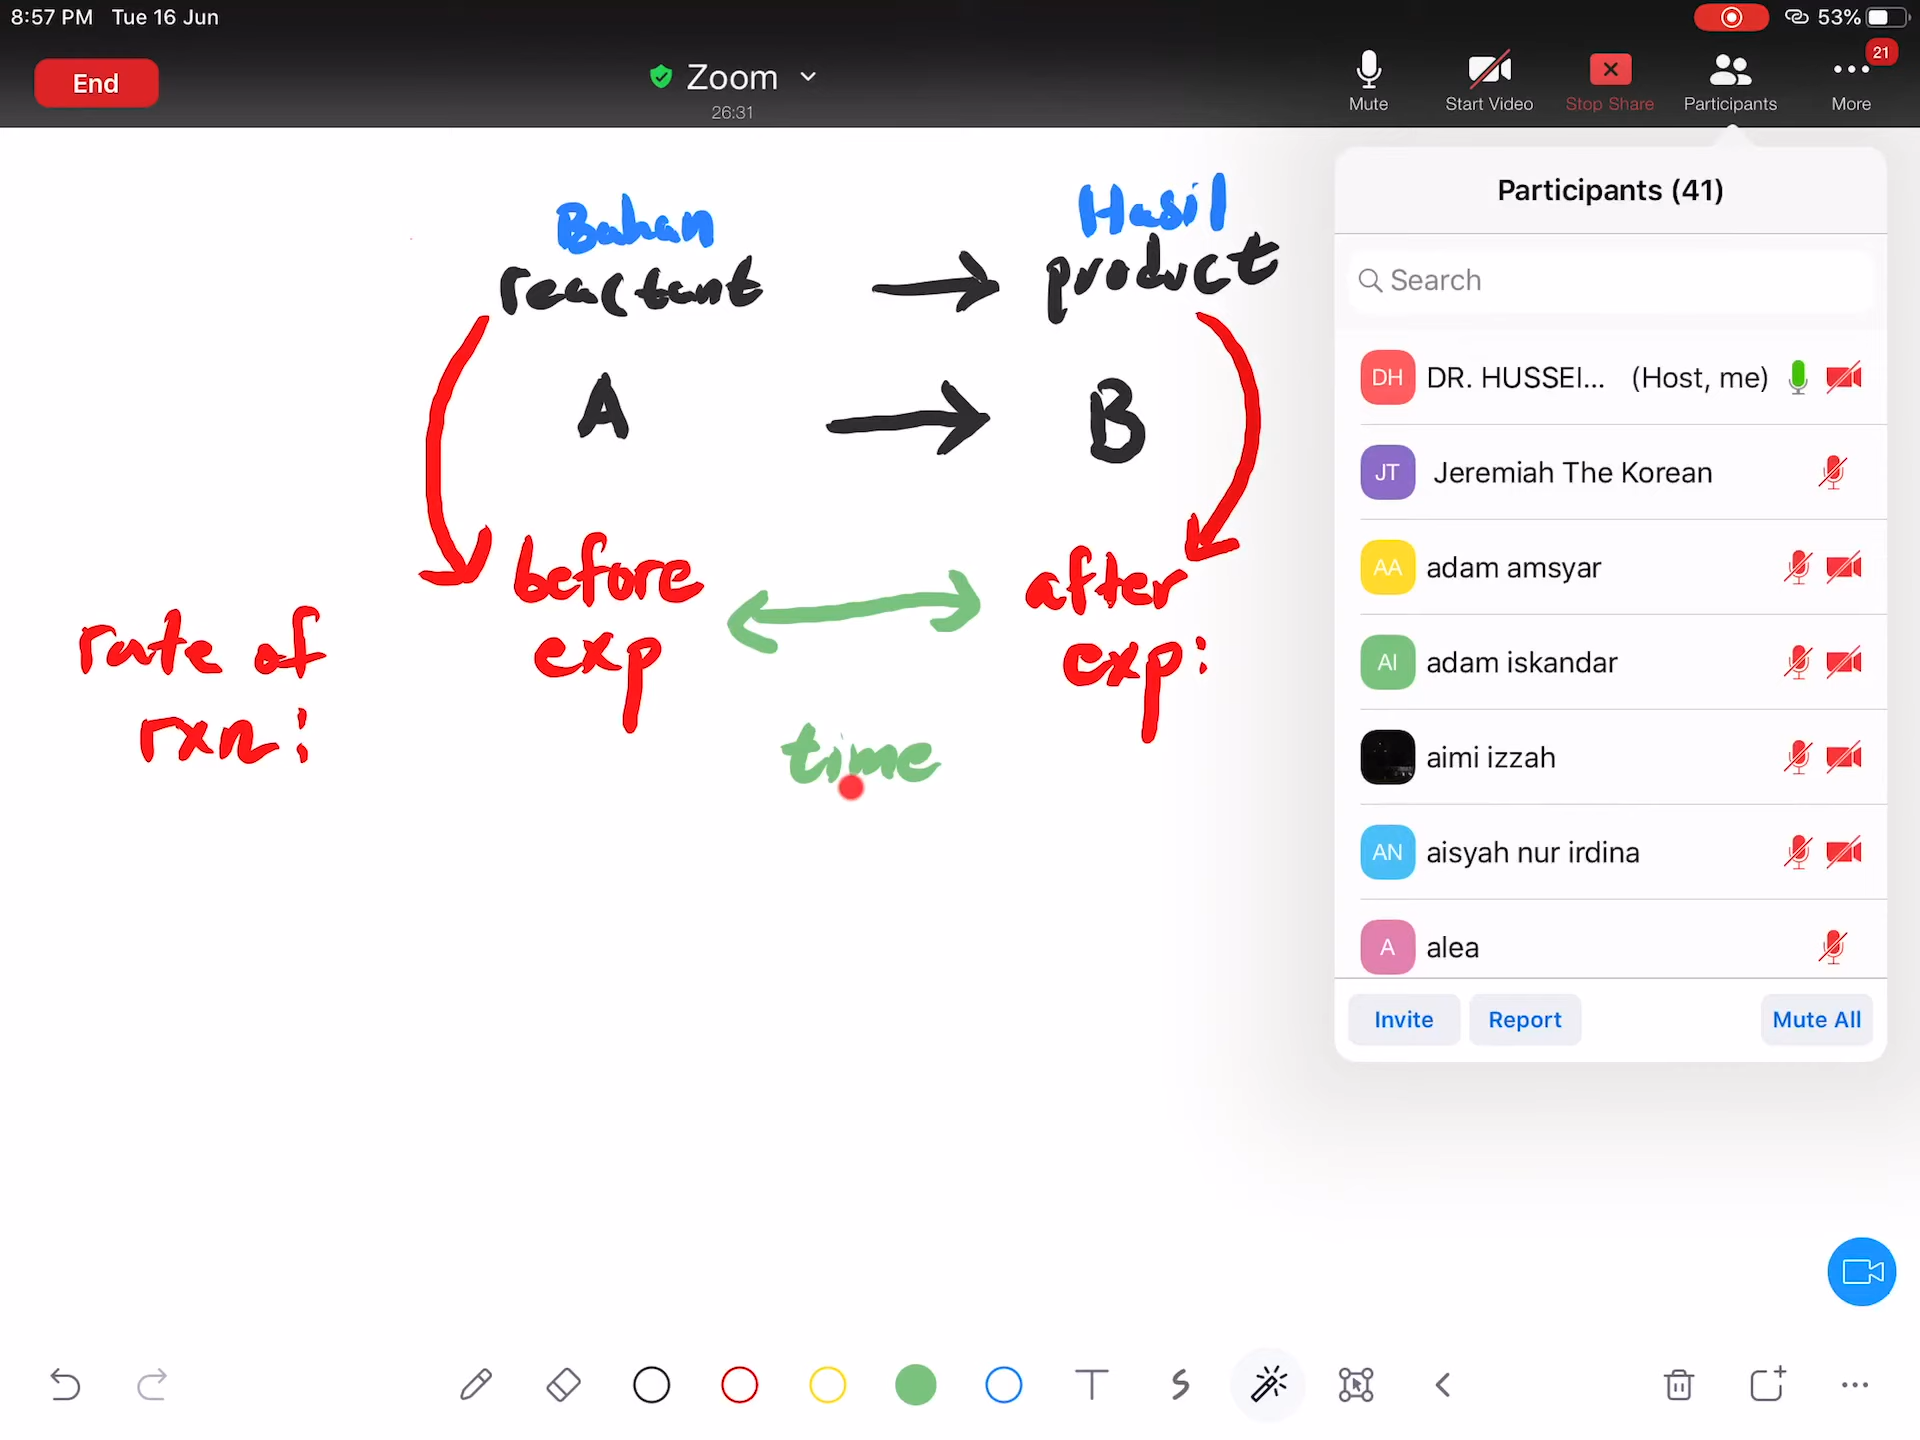 8:57 PM Tue 16 Jun
53%
End
Zoom
26:31
Mute
Start Video
Stop Share
Participants
More
21
Bahan
Hasil
reactant → product
A → B
before
exp
after
exp:
rate of
rxn:
time
Participants (41)
Search
DH DR. HUSSEI... (Host, me)
JT Jeremiah The Korean
AA adam amsyar
AI adam iskandar
aimi izzah
AN aisyah nur irdina
A alea
Invite
Report
Mute All
T